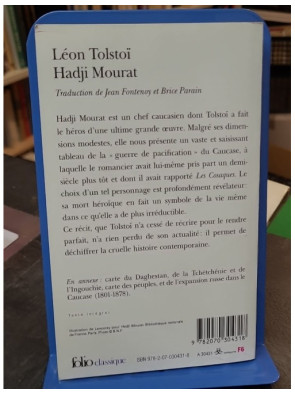 Léon Tolstoï
Hadji Mourat
Traduction de Jean Fontenoy et Brice Parain
Hadji Mourat est un chef caucasien dont Tolstoï a fait
le héros d'une ultime grande œuvre. Malgré ses dimen-
sions modestes, elle nous présente un vaste et saisissant
tableau de la « guerre de pacification » du Caucase, à
laquelle le romancier avait lui-même pris part un demi-
siècle plus tôt et dont il avait rapporté Les Cosaques. Le
choix d'un tel personnage est profondément révélateur :
sa mort héroïque en fait un symbole de la vie même
dans ce qu'elle a de plus irréductible.
Ce récit, que Tolstoï n'a cessé de récrire pour le rendre
parfait, n'a rien perdu de son actualité : il permet de
déchiffrer la cruelle histoire contemporaine.
En annexe : carte du Daghestan, de la Tchétchénie et de
l'Ingouchie, carte des peuples, et de l'expansion russe dans le
Caucase (1801-1878).
Texte intégral
9 782070 304318
folio classique
F6